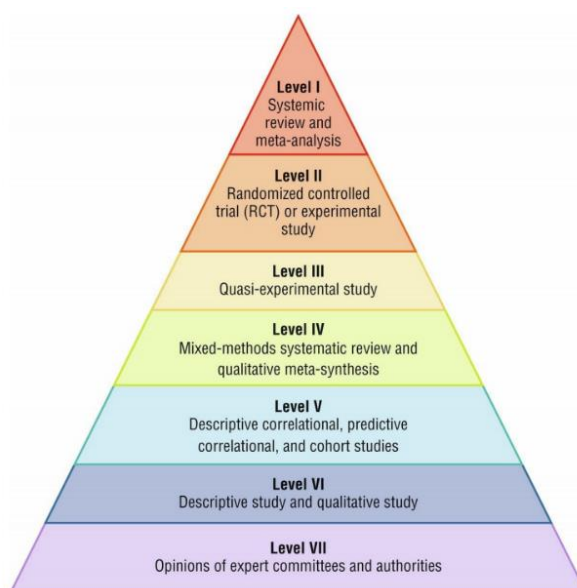 Level I
Systemic
review and
meta-analysis
Level II
Randomized controlled
trial (RCT) or experimental
study
Level III
Quasi-experimental study
Level IV
Mixed-methods systematic review and
qualitative meta-synthesis
Level V
Descriptive correlational, predictive
correlational, and cohort studies
Level VI
Descriptive study and qualitative study
Level VII
Opinions of expert committees and authorities